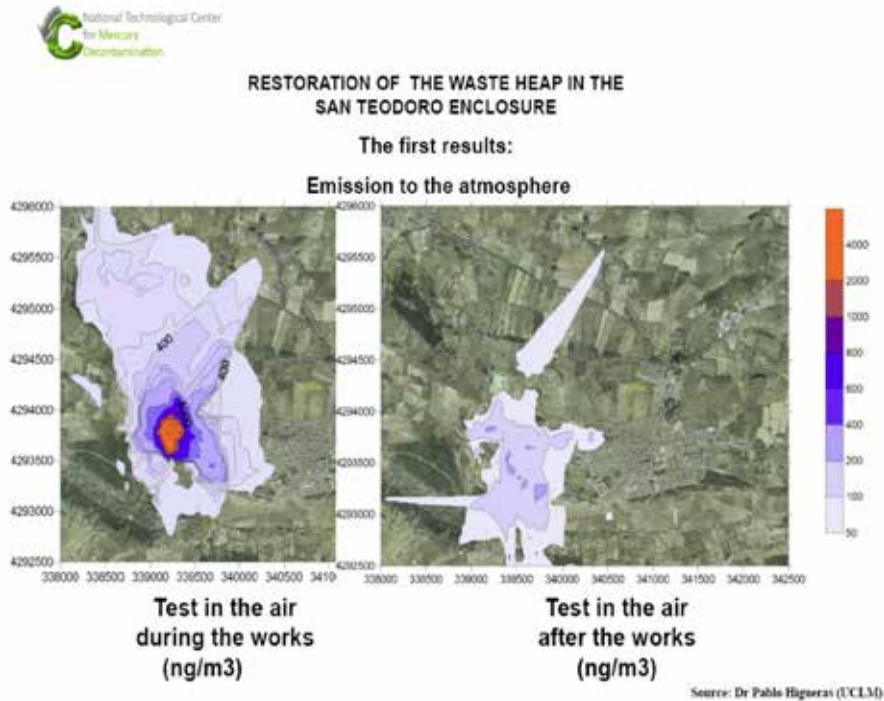 National Technological Center
for Mercury
Decontamination
RESTORATION OF THE WASTE HEAP IN THE
SAN TEODORO ENCLOSURE
The first results:
Emission to the atmosphere
4296000
4295500
4295000
4294500
4294000
4293500
4293000
4292500
338000 338500 339000 339500 340000 340500 3410
400
400
4296000
4295500
4295000
4294500
4294000
4293500
4293000
4292500
338000 338500 339000 339500 340000 340500 341000 341500 342000 342500
4000
2000
1000
800
600
400
200
100
50
Test in the air
during the works
(ng/m3)
Test in the air
after the works
(ng/m3)
Source: Dr Pablo Higueras (UCLM)